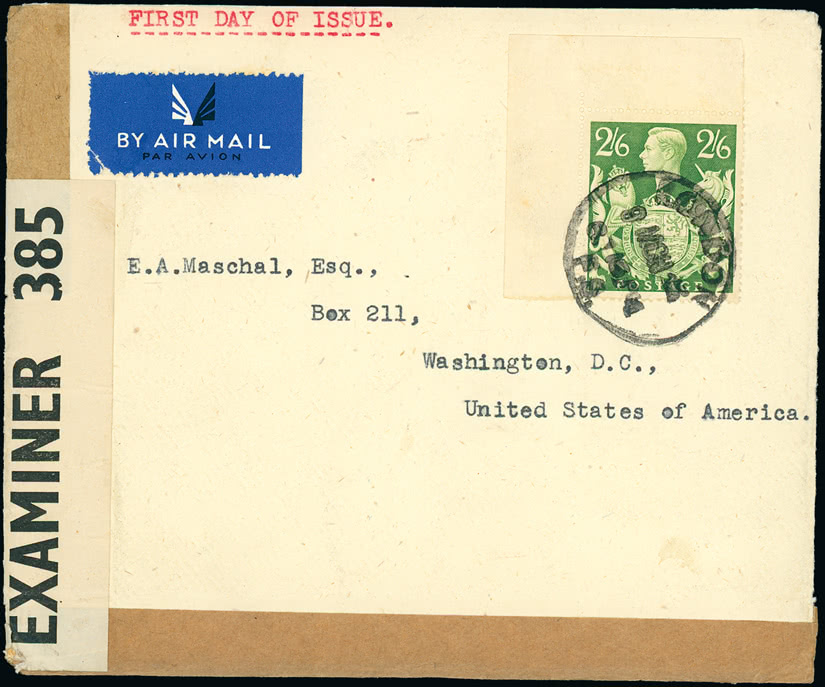 FIRST DAY OF ISSUE.
BY AIR MAIL
PAR AVION
2/6 2/6
POSTAGE
LONDON
EXAMINER 385
E.A.Maschal, Esq.,
Box 211,
Washington, D.C.,
United States of America.